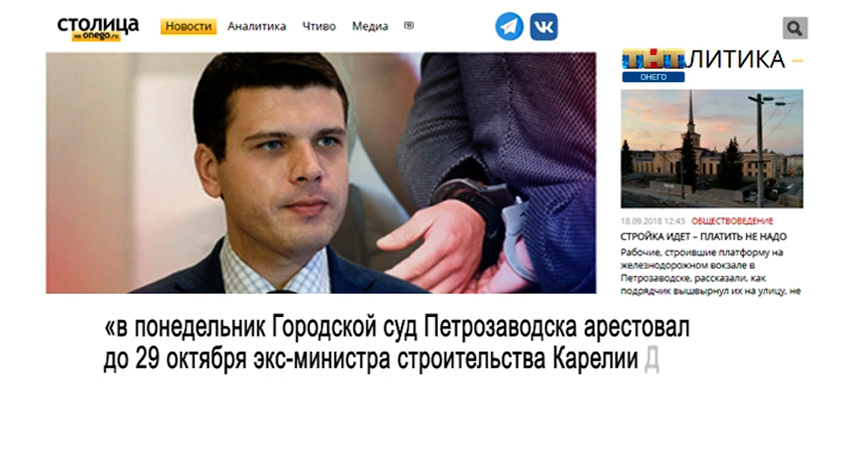 СТОЛИЦА
на onego.ru
Новости
Аналитика
Чтиво
Медиа
ТНТ
ОНЕГО
ЛИТИКА
18.09.2018 12:43 ОБЩЕСТВОВЕДЕНИЕ
СТРОЙКА ИДЕТ – ПЛАТИТЬ НЕ НАДО
Рабочие, строившие платформу на
железнодорожном вокзале в
Петрозаводске, рассказали, как
подрядчик вышвырнул их на улицу, не
«в понедельник Городской суд Петрозаводска арестовал
до 29 октября экс-министра строительства Карелии Д